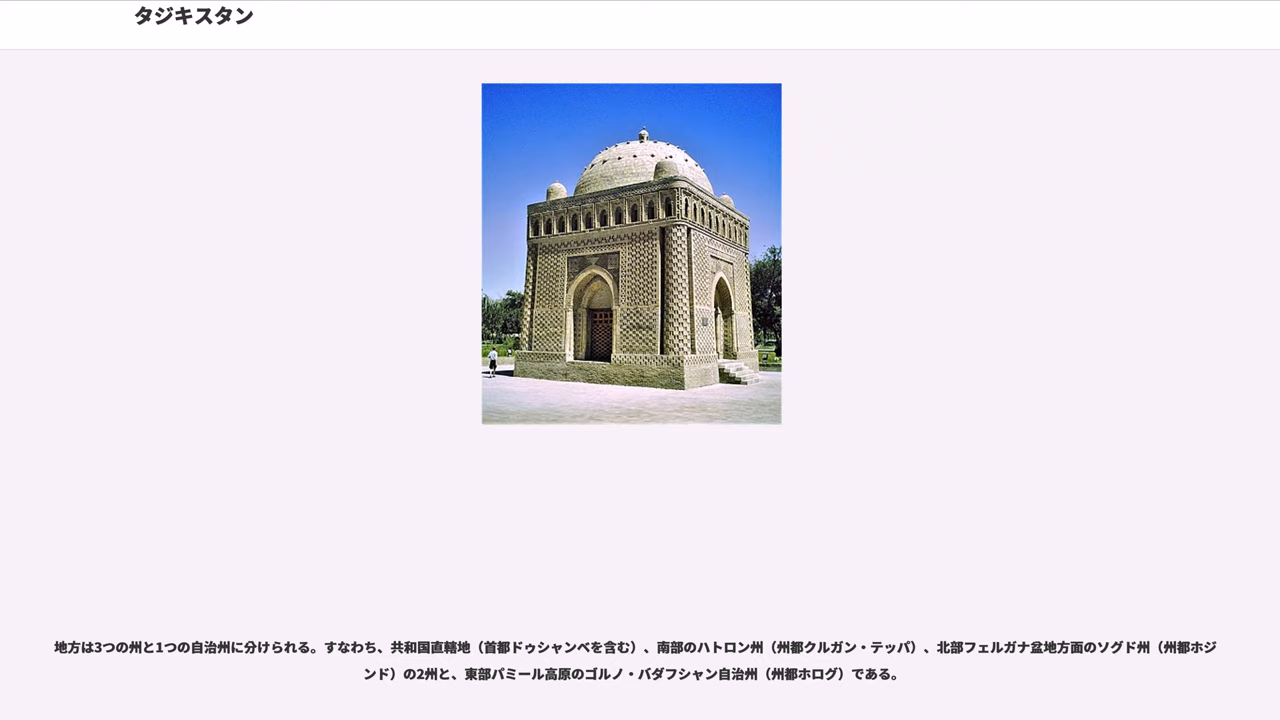 タジキスタン
地方は3つの州と1つの自治州に分けられる。すなわち、共和国直轄地（首都ドゥシャンベを含む）、南部のハトロン州（州都クルガン・テッパ）、北部フェルガナ盆地方面のソグド州（州都ホジ
ンド）の2州と、東部パミール高原のゴルノ・バダフシャン自治州（州都ホログ）である。